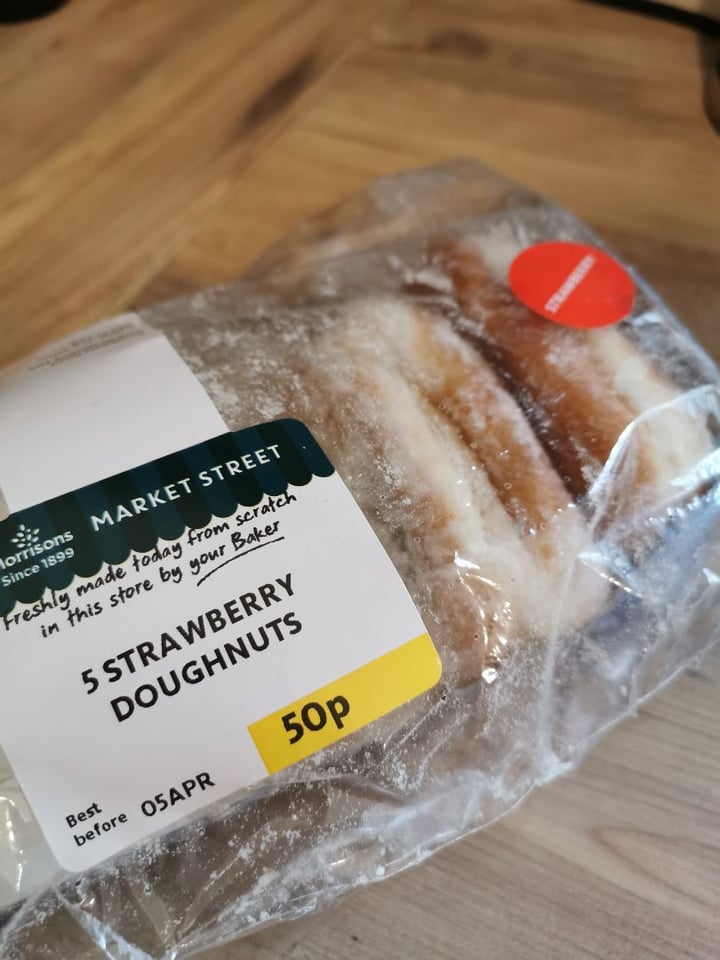 STRAWBERRY
MARKET STREET
orrisons
Since 1899
Freshly made today from scratch
in this store by your Baker
5 STRAWBERRY
DOUGHNUTS
50p
Best
before 05APR